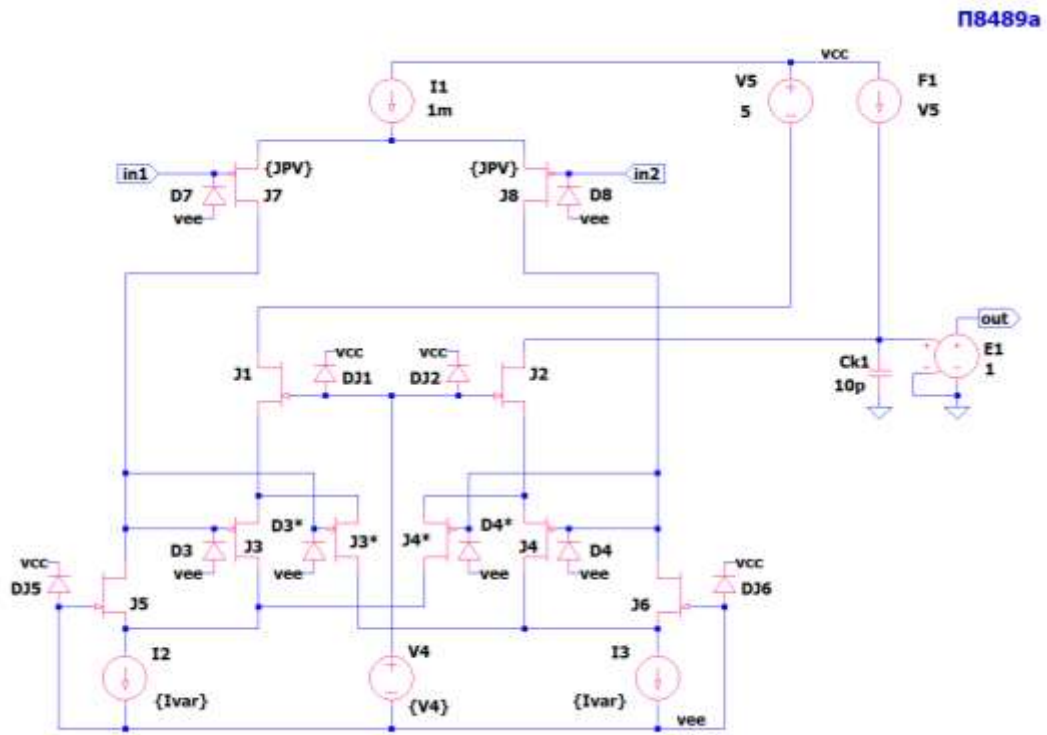 П8489a
vcc
I1
1m
V5
5
F1
V5
in1
{JPV}
{JPV}
in2
D7
J7
J8
D8
vee
vee
out
vcc
vcc
J1
DJ1
DJ2
J2
Ck1
10p
E1
1
D3
J3
D3*
J3*
J4*
D4*
J4
D4
vee
vee
vee
vee
vcc
DJ5
J5
J6
vcc
DJ6
I2
{Ivar}
V4
{V4}
I3
{Ivar}
vee